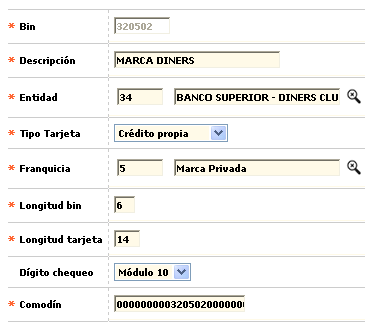 * Bin 320502
* Descripción MARCA DINERS
* Entidad 34 BANCO SUPERIOR - DINERS CLU
* Tipo Tarjeta Crédito propia
* Franquicia 5 Marca Privada
* Longitud bin 6
* Longitud tarjeta 14
Dígito chequeo Módulo 10
* Comodín 000000000320502000000